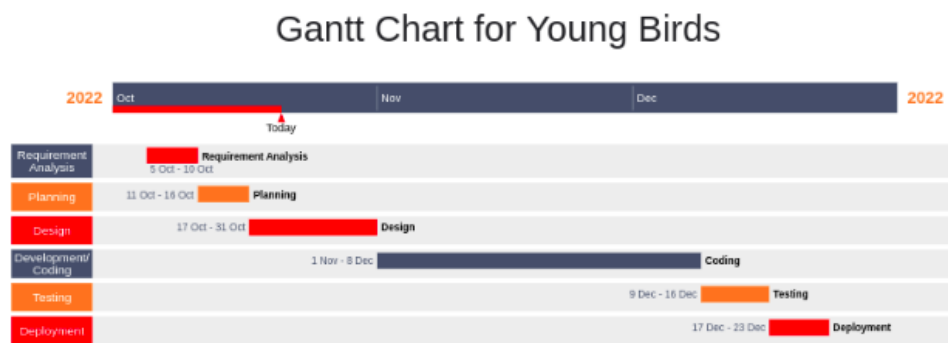 Gantt Chart for Young Birds
2022 Oct Nov Dec 2022
Today
Requirement
Analysis
Requirement Analysis
5 Oct - 10 Oct
Planning 11 Oct - 16 Oct Planning
Design 17 Oct - 31 Oct Design
Development/
Coding
1 Nov - 8 Dec Coding
Testing 9 Dec - 16 Dec Testing
Deployment 17 Dec - 23 Dec Deployment